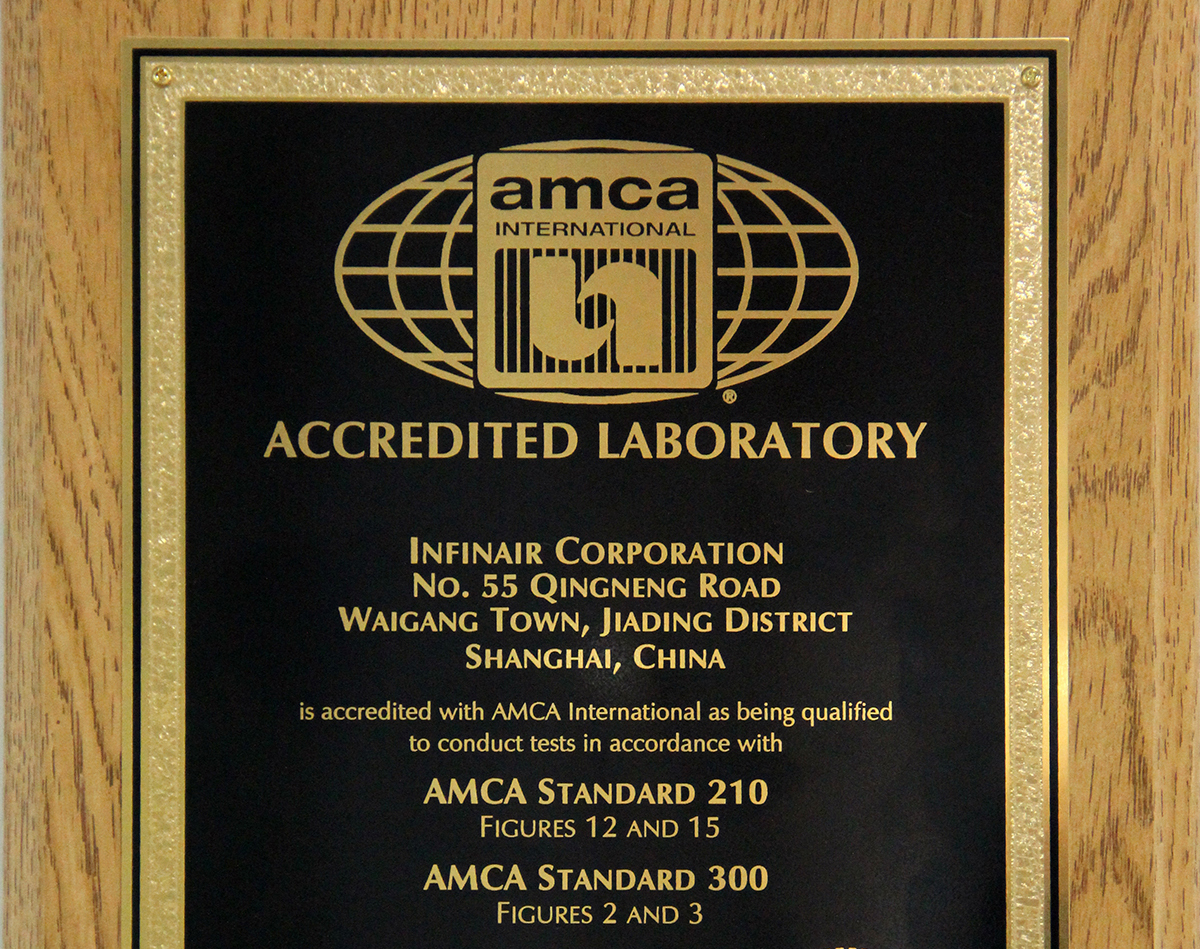 amca
INTERNATIONAL
®
ACCREDITED LABORATORY
INFINAIR CORPORATION
NO. 55 QINGNENG ROAD
WAIGANG TOWN, JIADING DISTRICT
SHANGHAI, CHINA
is accredited with AMCA International as being qualified
to conduct tests in accordance with
AMCA STANDARD 210
FIGURES 12 AND 15
AMCA STANDARD 300
FIGURES 2 AND 3